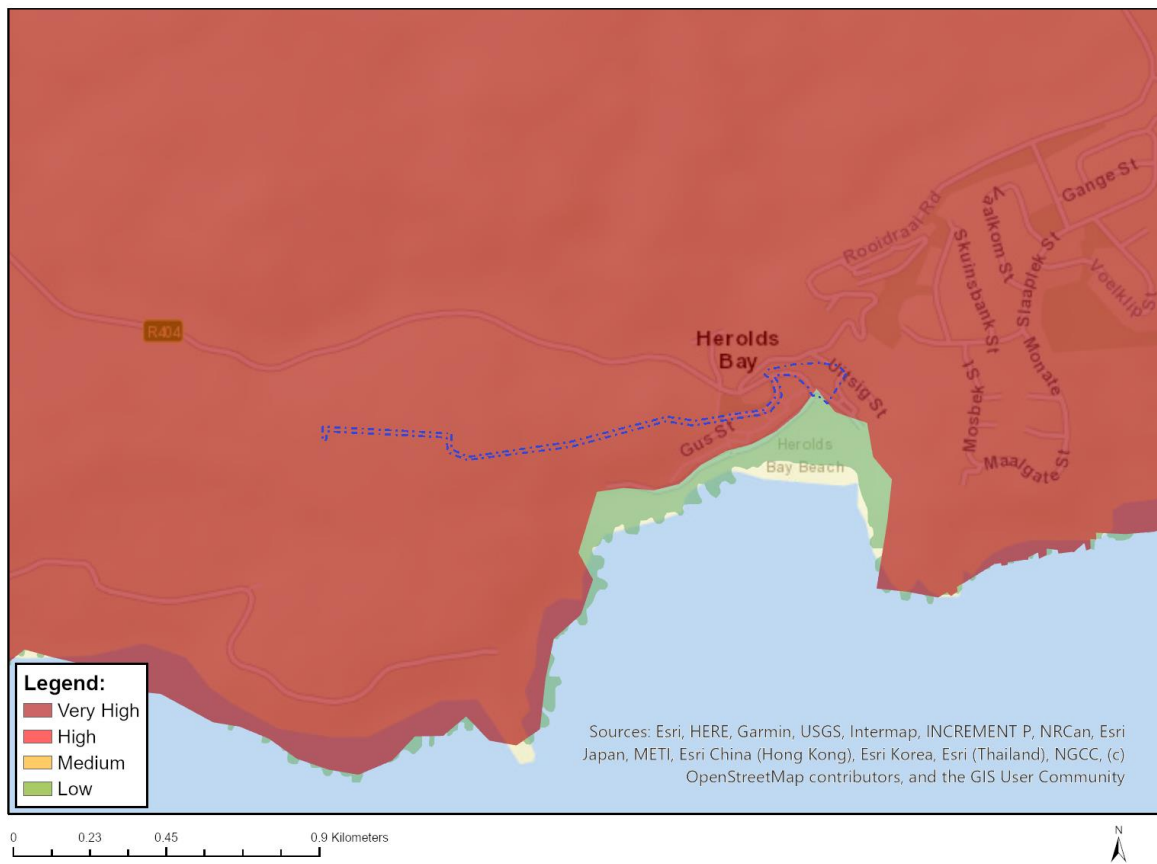 Rooidraai Rd
Gange St
Vaalkom St
Skuinsbank St
Slaaplek St
Voelklip St
R404
Herolds
Bay
Uitsig St
Monate
Mosbek St
Gus St
Herolds
Bay Beach
Maalgate St
Legend:
Very High
High
Medium
Low
Sources: Esri, HERE, Garmin, USGS, Intermap, INCREMENT P, NRCan, Esri
Japan, METI, Esri China (Hong Kong), Esri Korea, Esri (Thailand), NGCC, (c)
OpenStreetMap contributors, and the GIS User Community
0 0.23 0.45 0.9 Kilometers
N